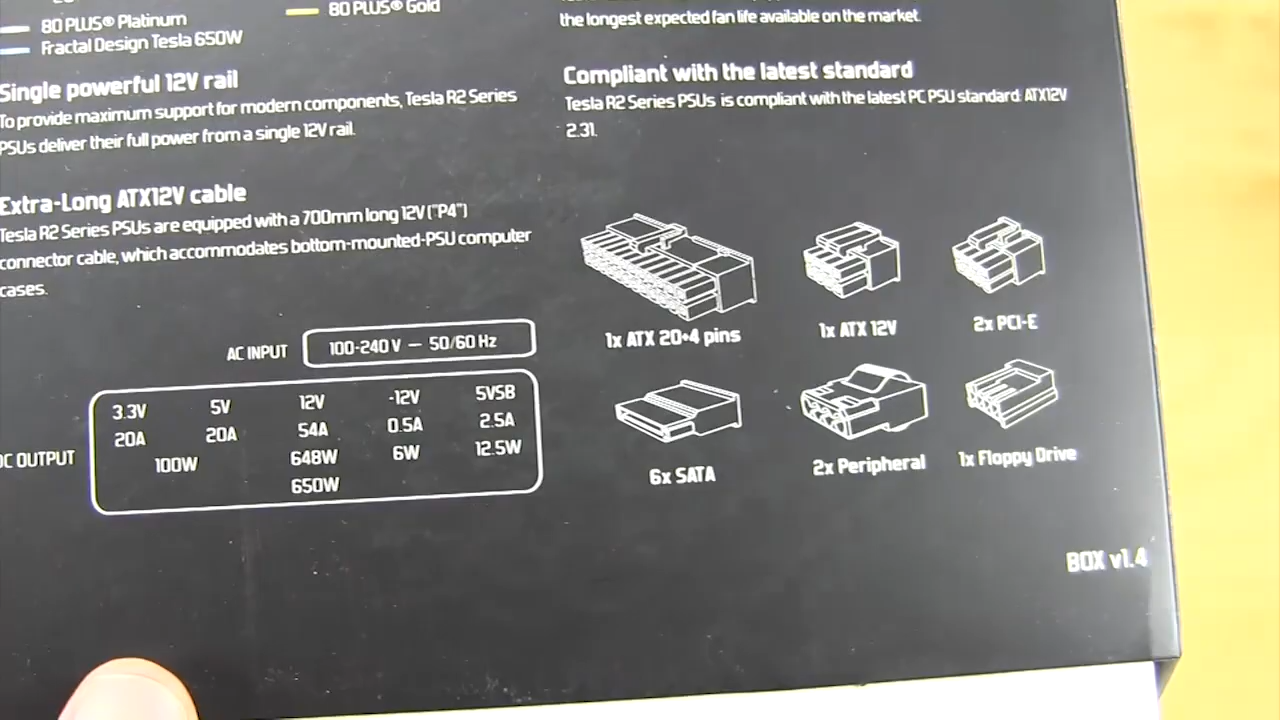 80 PLUS® Platinum
80 PLUS® Gold
Fractal Design Tesla 650W
Single powerful 12V rail
To provide maximum support for modern components, Tesla R2 Series
PSUs deliver their full power from a single 12V rail.
Extra-Long ATX12V cable
Tesla R2 Series PSUs are equipped with a 700mm long 12V ("P4")
connector cable, which accommodates bottom-mounted-PSU computer
cases.
AC INPUT
100-240 V — 50/60 Hz
3.3V 5V 12V -12V 5VSB
20A 20A 54A 0.5A 2.5A
DC OUTPUT
100W 648W 6W 12.5W
650W
the longest expected fan life available on the market.
Compliant with the latest standard
Tesla R2 Series PSUs is compliant with the latest PC PSU standard: ATX12V
2.31.
1x ATX 20+4 pins
1x ATX 12V
2x PCI-E
6x SATA
2x Peripheral
1x Floppy Drive
BOX v1.4